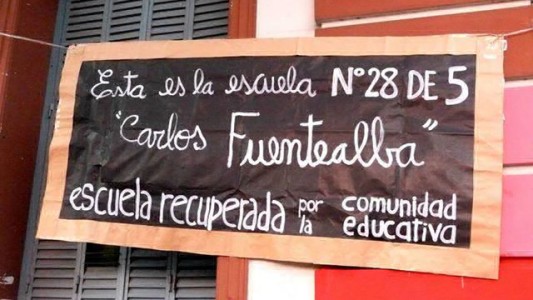 Esta es la escuela N°28 DE 5
"Carlos Fuentealba"
escuela recuperada por la comunidad educativa